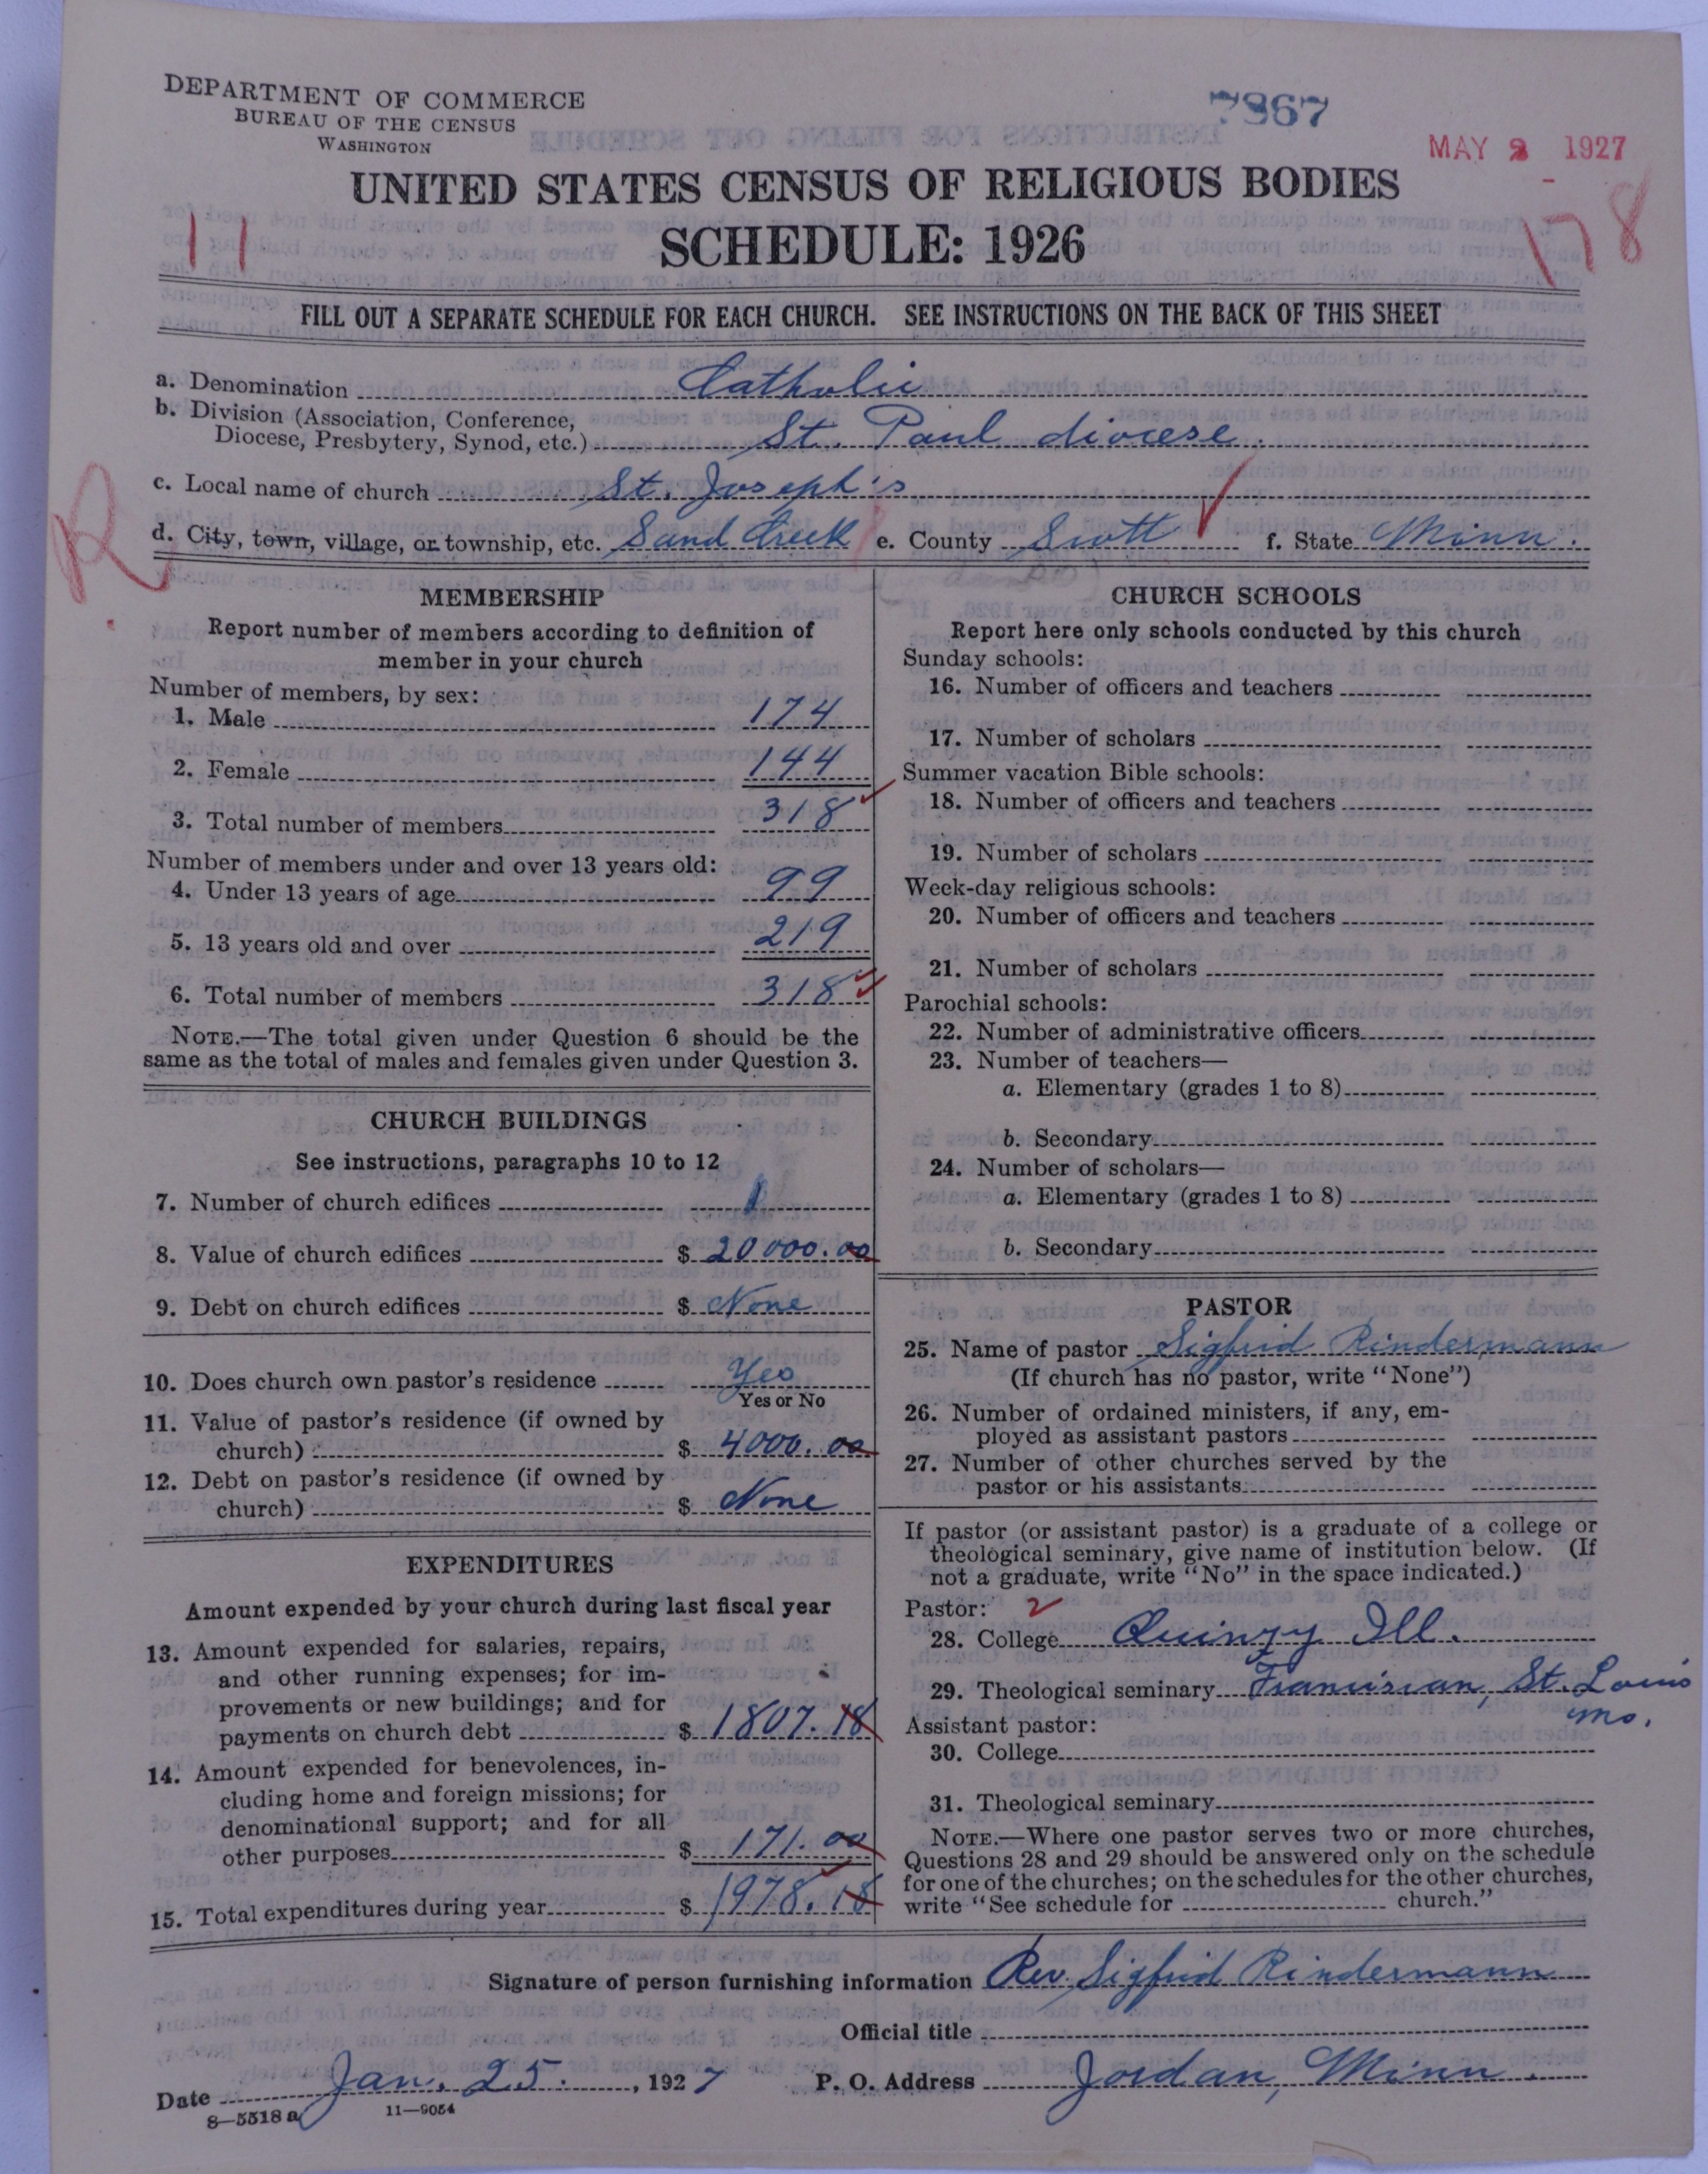 DEPARTMENT OF COMMERCE
BUREAU OF THE CENSUS
WASHINGTON
7867
MAY 2 1927
UNITED STATES CENSUS OF RELIGIOUS BODIES
SCHEDULE: 1926
11
178
FILL OUT A SEPARATE SCHEDULE FOR EACH CHURCH. SEE INSTRUCTIONS ON THE BACK OF THIS SHEET
a. Denomination Catholic
b. Division (Association, Conference,
Diocese, Presbytery, Synod, etc.) St. Paul diocese.
c. Local name of church St. Joseph's
R
d. City, town, village, or township, etc. Sand Creek e. County Scott f. State Minn.
MEMBERSHIP
Report number of members according to definition of
member in your church
Number of members, by sex:
1. Male 174
2. Female 144
3. Total number of members 318
Number of members under and over 13 years old:
4. Under 13 years of age 99
5. 13 years old and over 219
6. Total number of members 318
NOTE.—The total given under Question 6 should be the
same as the total of males and females given under Question 3.
CHURCH BUILDINGS
See instructions, paragraphs 10 to 12
7. Number of church edifices 1
8. Value of church edifices $ 20000.00
9. Debt on church edifices $ None
10. Does church own pastor's residence Yes
Yes or No
11. Value of pastor's residence (if owned by
church) $ 4000.00
12. Debt on pastor's residence (if owned by
church) $ None
EXPENDITURES
Amount expended by your church during last fiscal year
13. Amount expended for salaries, repairs,
and other running expenses; for im-
provements or new buildings; and for
payments on church debt $ 1807.18
14. Amount expended for benevolences, in-
cluding home and foreign missions; for
denominational support; and for all
other purposes $ 171.00
15. Total expenditures during year $ 1978.18
CHURCH SCHOOLS
Report here only schools conducted by this church
Sunday schools:
16. Number of officers and teachers
17. Number of scholars
Summer vacation Bible schools:
18. Number of officers and teachers
19. Number of scholars
Week-day religious schools:
20. Number of officers and teachers
21. Number of scholars
Parochial schools:
22. Number of administrative officers
23. Number of teachers—
a. Elementary (grades 1 to 8)
b. Secondary
24. Number of scholars—
a. Elementary (grades 1 to 8)
b. Secondary
PASTOR
25. Name of pastor Sigfrid Rindermann
(If church has no pastor, write "None")
26. Number of ordained ministers, if any, em-
ployed as assistant pastors
27. Number of other churches served by the
pastor or his assistants
If pastor (or assistant pastor) is a graduate of a college or
theological seminary, give name of institution below. (If
not a graduate, write "No" in the space indicated.)
Pastor: 2
28. College Quinzy Ill.
29. Theological seminary Franciscan, St. Louis
Mo.
Assistant pastor:
30. College
31. Theological seminary
NOTE.—Where one pastor serves two or more churches,
Questions 28 and 29 should be answered only on the schedule
for one of the churches; on the schedules for the other churches,
write "See schedule for church."
Signature of person furnishing information Rev. Sigfrid Rindermann
Official title
Date Jan. 25. , 1927 P. O. Address Jordan, Minn.
8—5518 a 11—9054